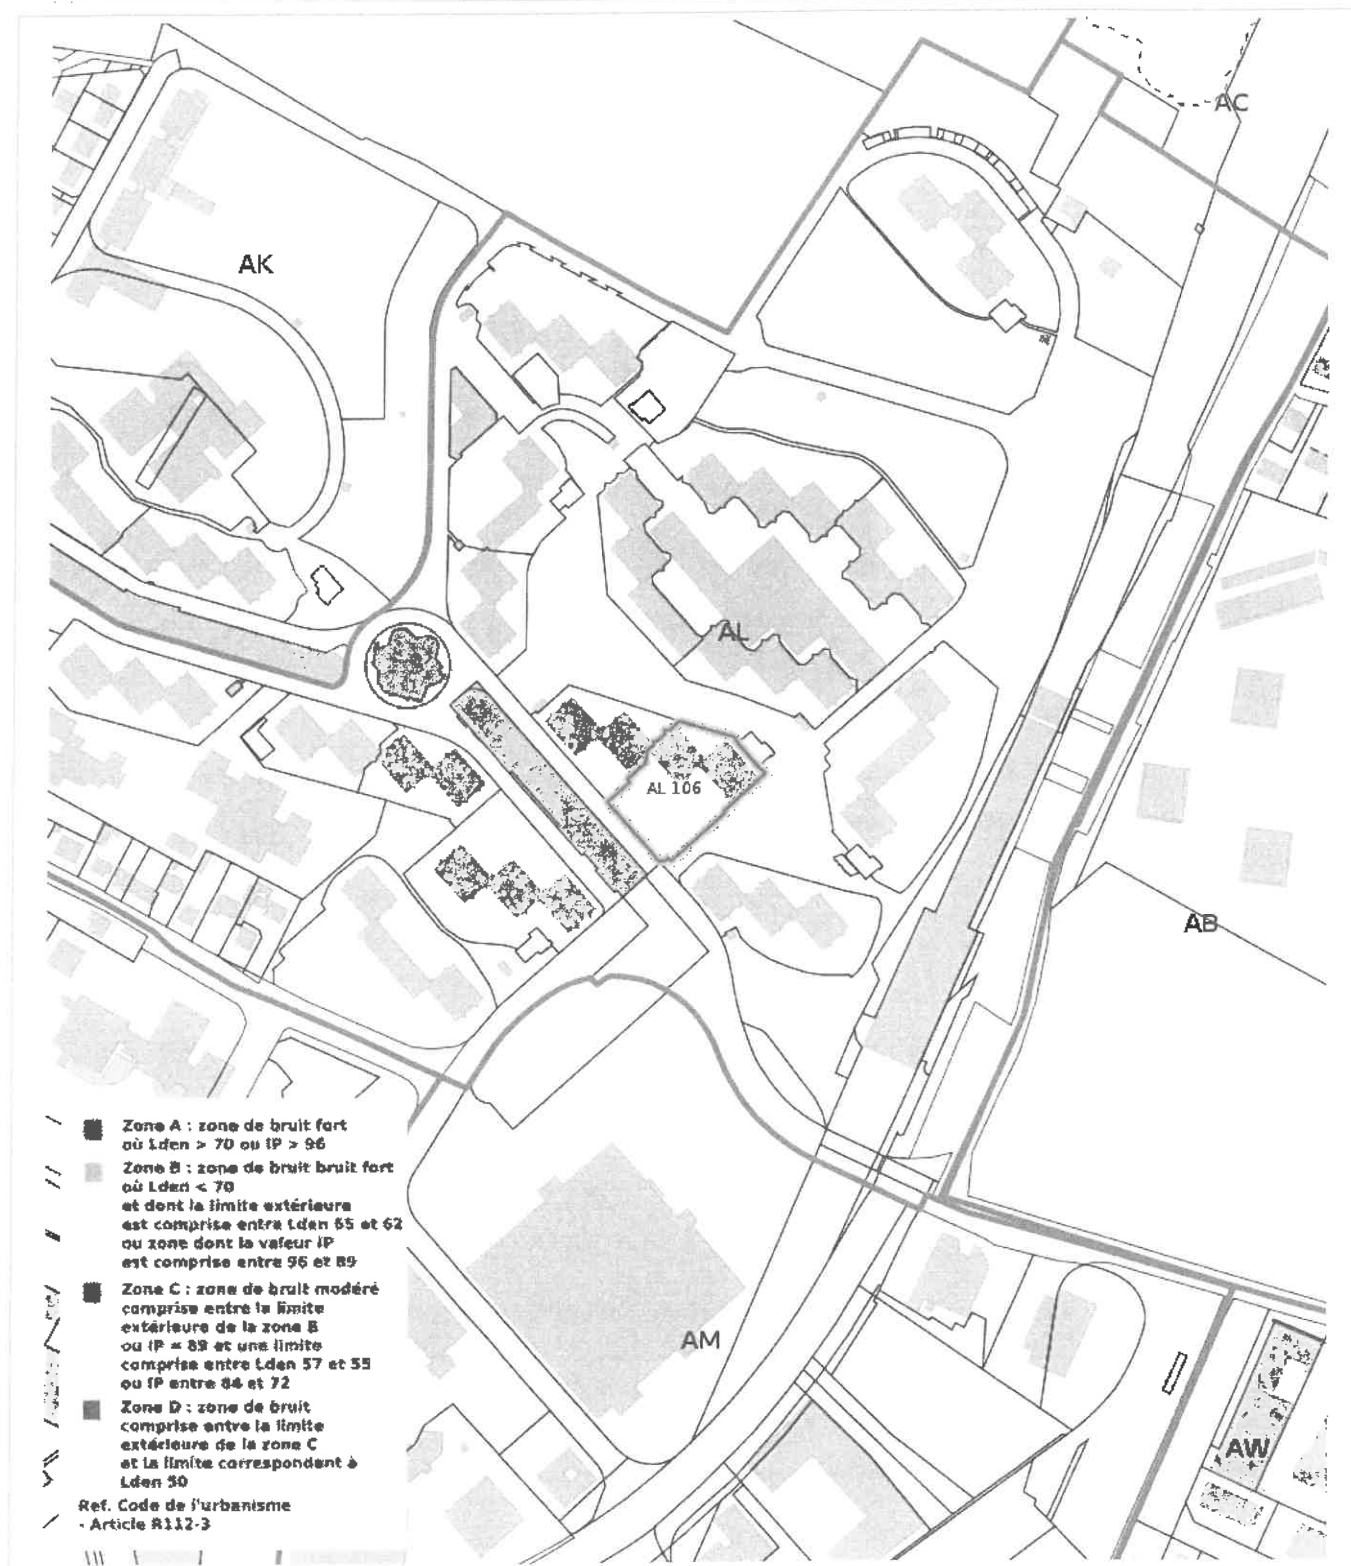 AC
AK
AL
AL 106
AB
Zone A : zone de bruit fort
où Lden > 70 ou IP > 96
Zone B : zone de bruit bruit fort
où Lden < 70
et dont la limite extérieure
est comprise entre Lden 65 et 62
ou zone dont la valeur IP
est comprise entre 96 et 89
Zone C : zone de bruit modéré
comprise entre la limite
extérieure de la zone B
ou IP = 89 et une limite
comprise entre Lden 57 et 55
ou IP entre 84 et 72
Zone D : zone de bruit
comprise entre la limite
extérieure de la zone C
et la limite correspondant à
Lden 50
Ref. Code de l'urbanisme
- Article R112-3
AM
AW